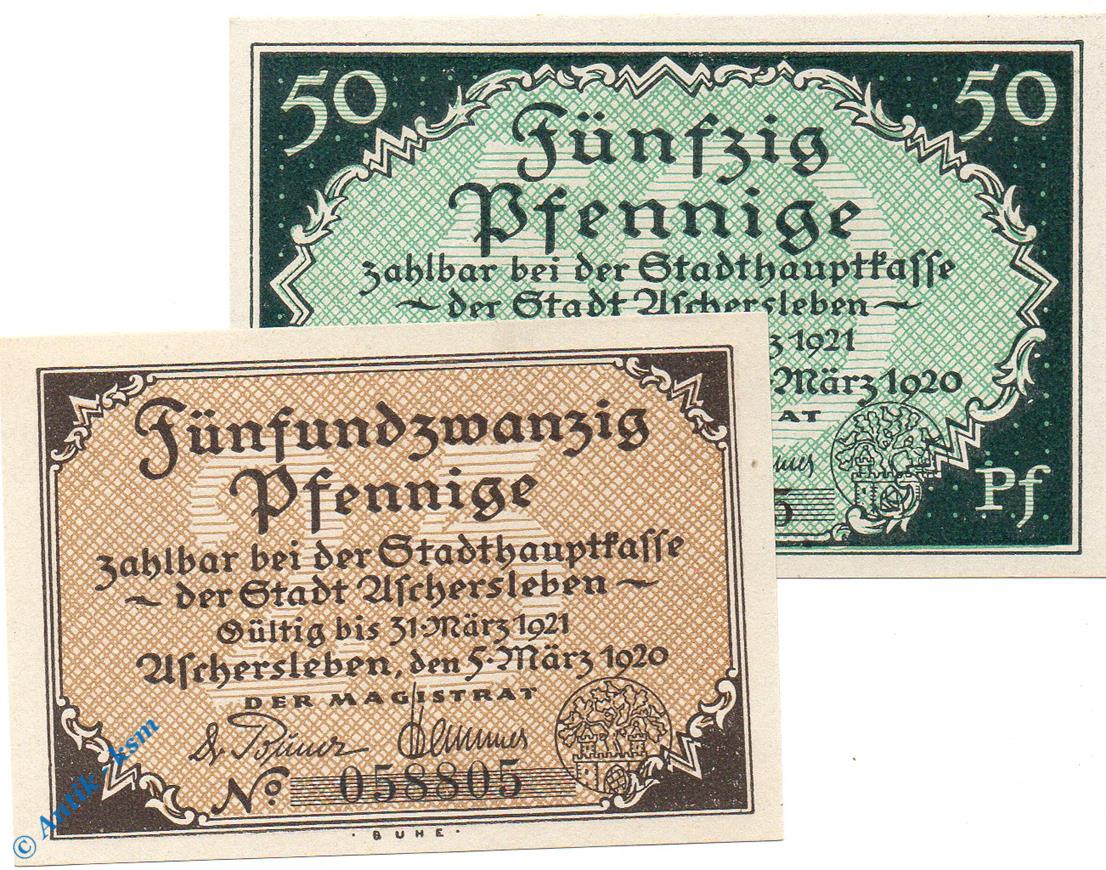 50
50
Fünfzig
Pfennige
zahlbar bei der Stadthauptkasse
der Stadt Aschersleben
z 1921
März 1920
AT
Pf
Fünfundzwanzig
Pfennige
zahlbar bei der Stadthauptkasse
der Stadt Aschersleben
Gültig bis 31. März 1921
Aschersleben, den 5. März 1920
DER MAGISTRAT
No. 058805
· BUHE ·
© Antik - ksm